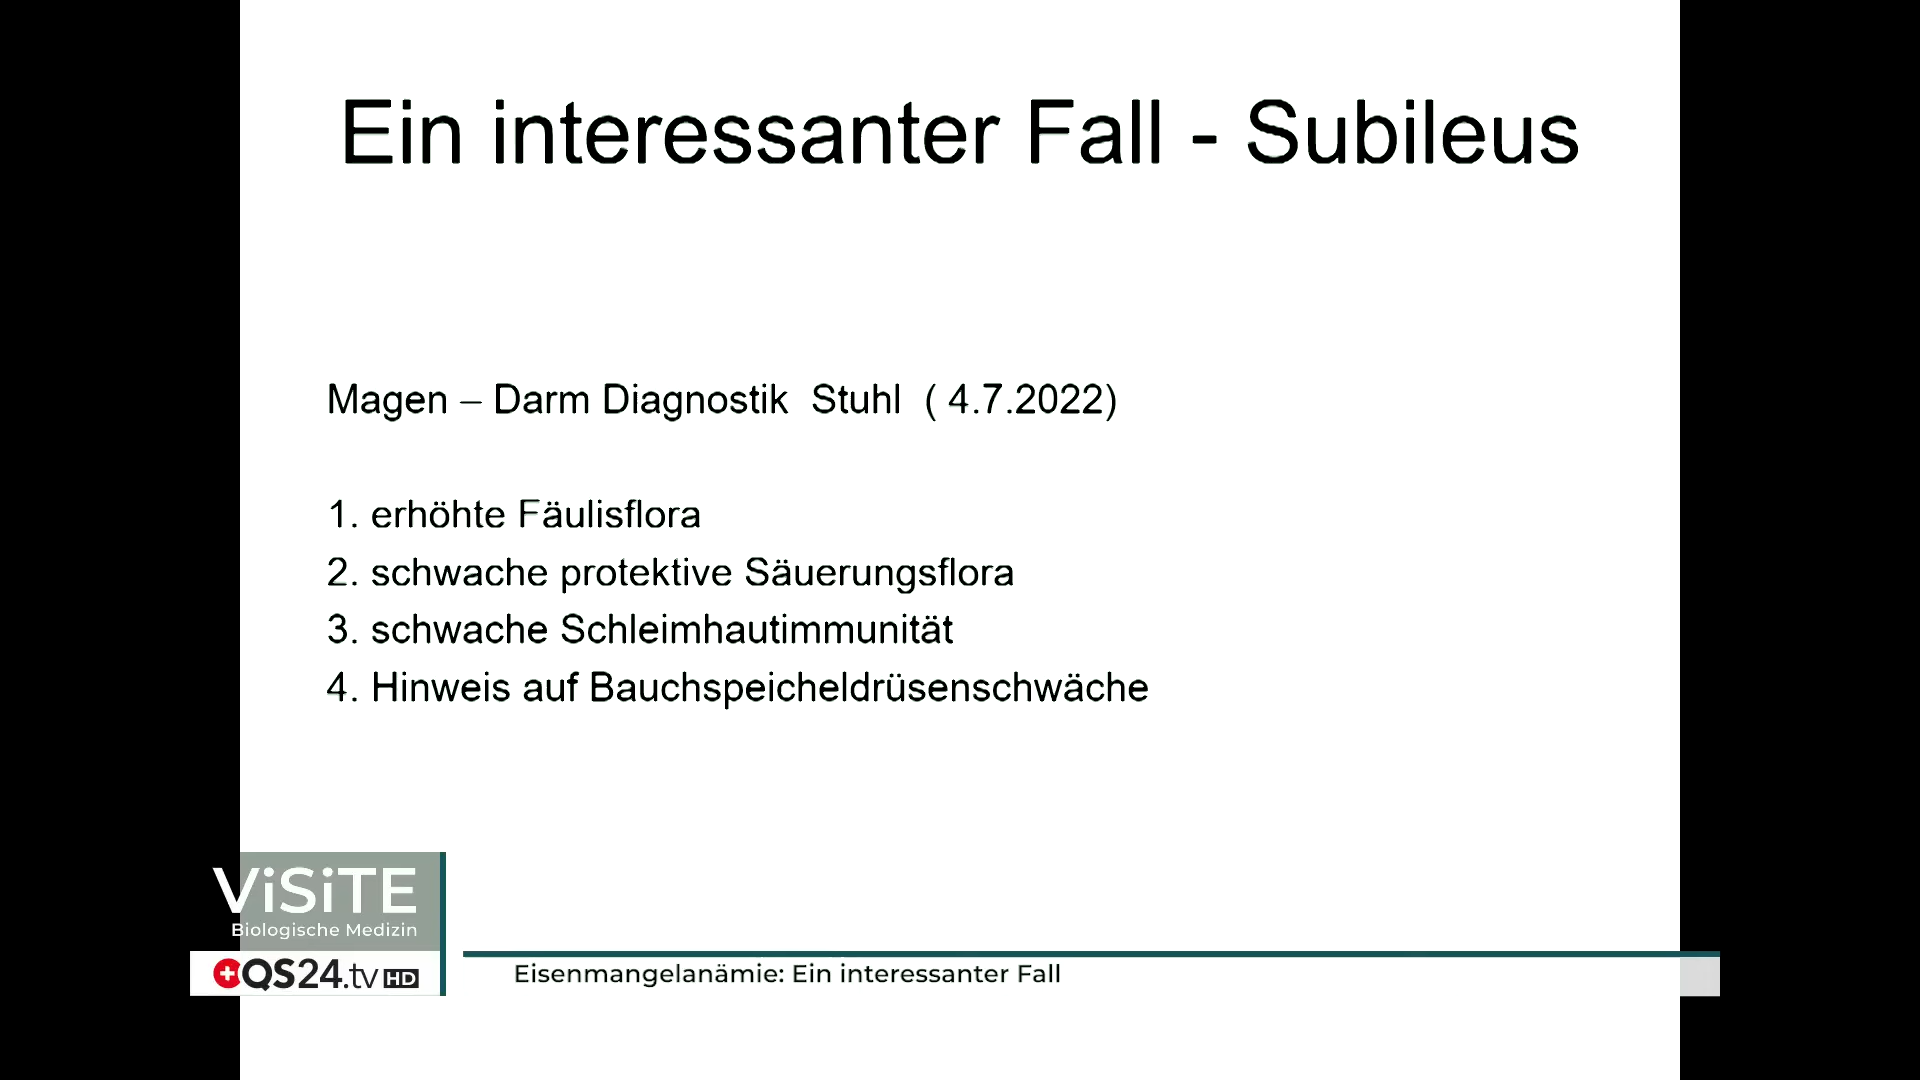 Ein interessanter Fall - Subileus
Magen – Darm Diagnostik Stuhl ( 4.7.2022)
1. erhöhte Fäulisflora
2. schwache protektive Säuerungsflora
3. schwache Schleimhautimmunität
4. Hinweis auf Bauchspeicheldrüsenschwäche
ViSiTE
Biologische Medizin
QS24.tv HD
Eisenmangelanämie: Ein interessanter Fall